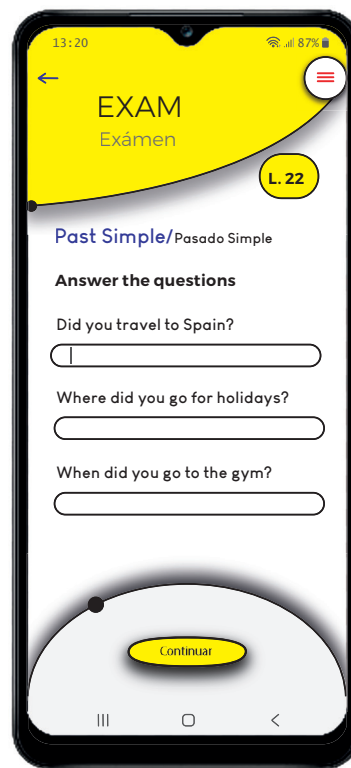 13:20 87%
EXAM
Exámen
L. 22
Past Simple/Pasado Simple
Answer the questions
Did you travel to Spain?
Where did you go for holidays?
When did you go to the gym?
Continuar